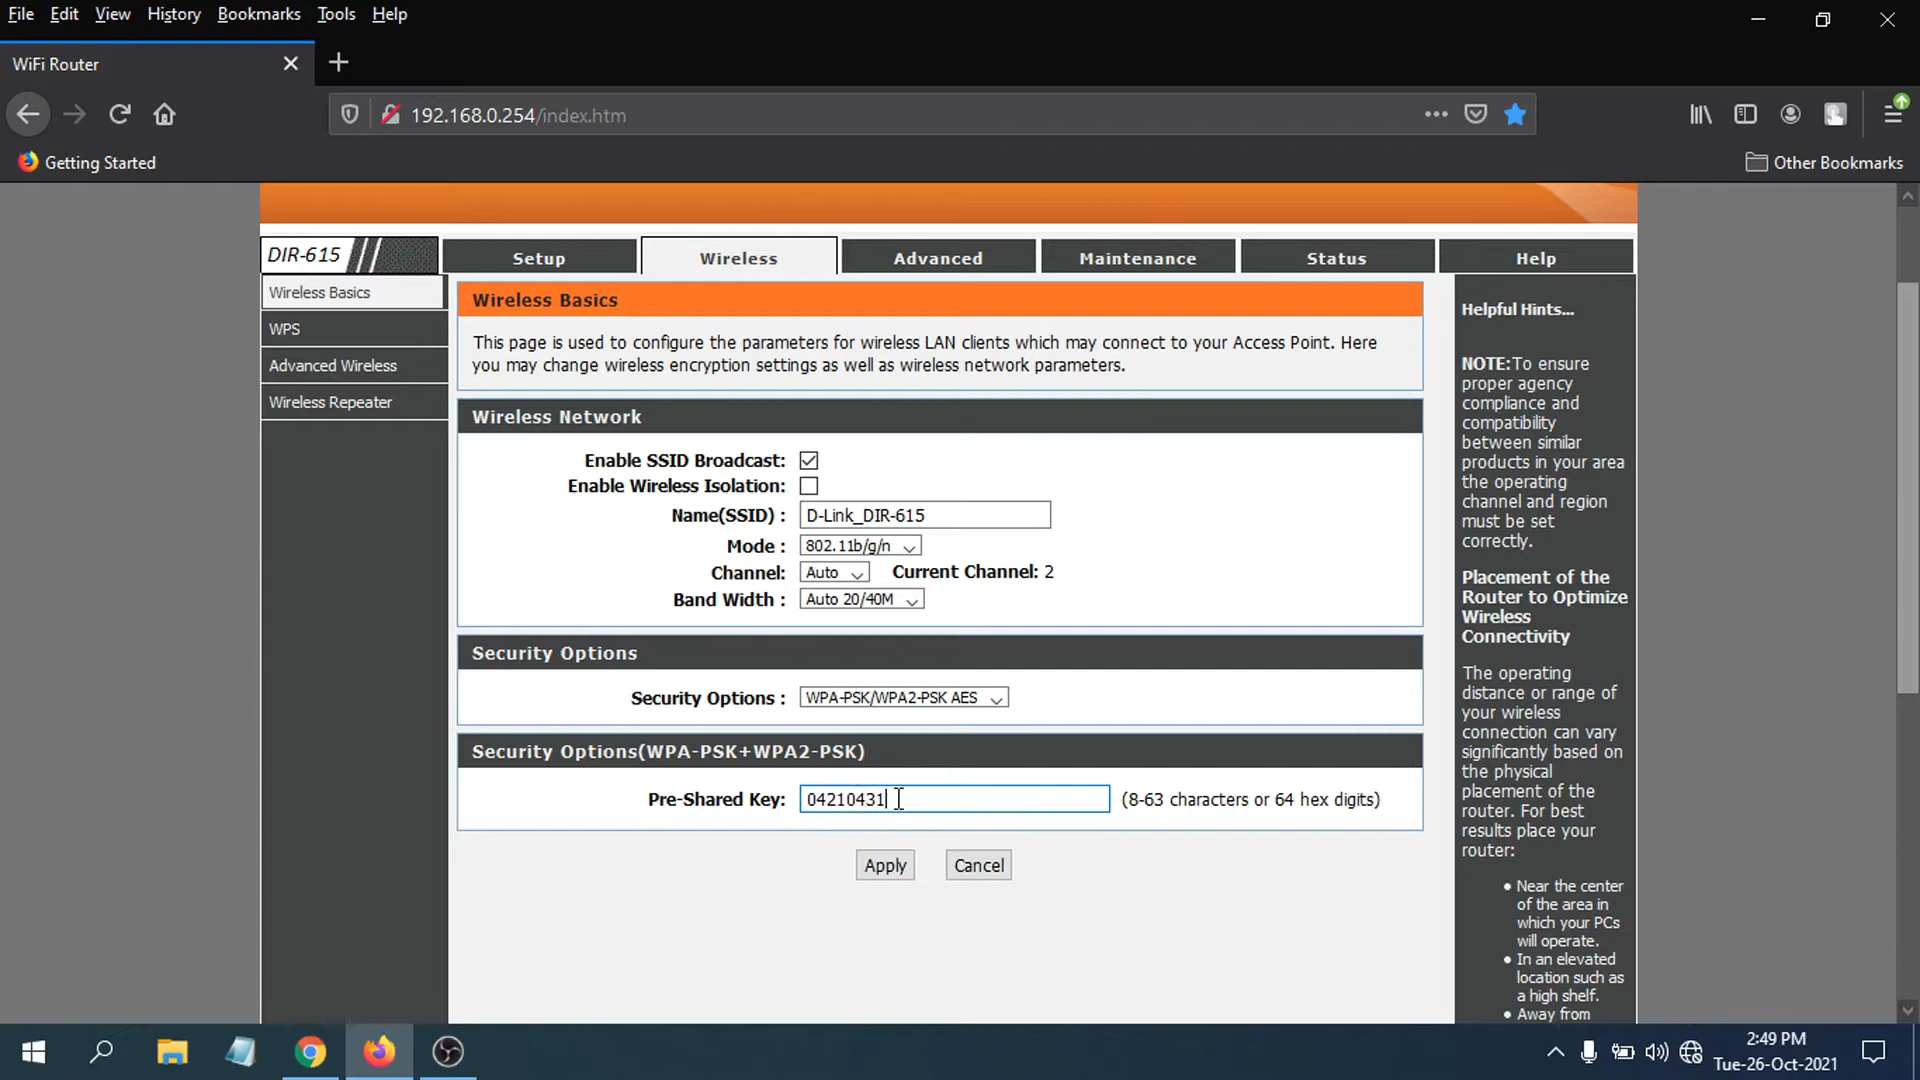 File Edit View History Bookmarks Tools Help
WiFi Router
192.168.0.254/index.htm
Getting Started
Other Bookmarks
DIR-615
Setup
Wireless
Advanced
Maintenance
Status
Help
Wireless Basics
WPS
Advanced Wireless
Wireless Repeater
Wireless Basics
This page is used to configure the parameters for wireless LAN clients which may connect to your Access Point. Here
you may change wireless encryption settings as well as wireless network parameters.
Wireless Network
Enable SSID Broadcast:
Enable Wireless Isolation:
Name(SSID) : D-Link_DIR-615
Mode : 802.11b/g/n
Channel: Auto Current Channel: 2
Band Width : Auto 20/40M
Security Options
Security Options : WPA-PSK/WPA2-PSK AES
Security Options(WPA-PSK+WPA2-PSK)
Pre-Shared Key: 04210431 (8-63 characters or 64 hex digits)
Apply Cancel
Helpful Hints...
NOTE:To ensure
proper agency
compliance and
compatibility
between similar
products in your area
the operating
channel and region
must be set
correctly.
Placement of the
Router to Optimize
Wireless
Connectivity
The operating
distance or range of
your wireless
connection can vary
significantly based on
the physical
placement of the
router. For best
results place your
router:
Near the center
of the area in
which your PCs
will operate.
In an elevated
location such as
a high shelf.
Away from
2:49 PM
Tue-26-Oct-2021